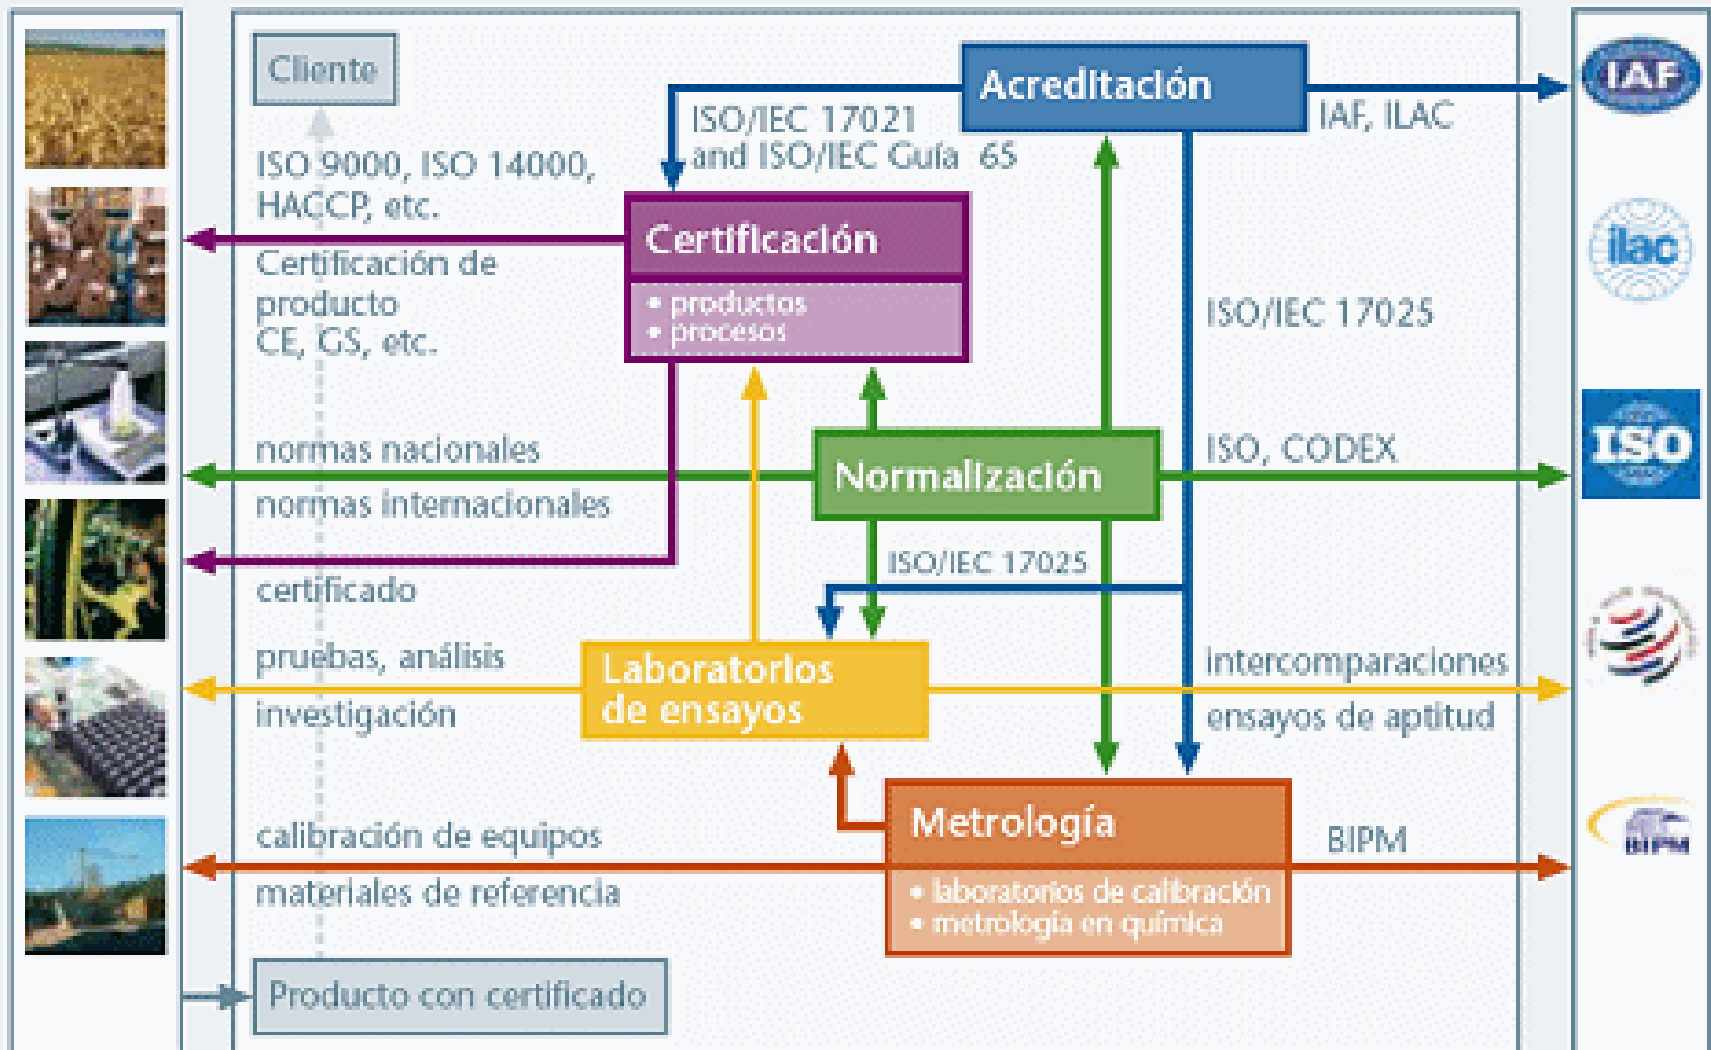 Cliente
Acreditación
IAF
ISO/IEC 17021
and ISO/IEC Guía 65
IAF, ILAC
ISO 9000, ISO 14000,
HACCP, etc.
Certificación
Certificación de
producto
CE, GS, etc.
• productos
• procesos
ISO/IEC 17025
ilac
normas nacionales
Normalización
ISO, CODEX
ISO
normas internacionales
ISO/IEC 17025
certificado
pruebas, análisis
Laboratorios
de ensayos
intercomparaciones
investigación
ensayos de aptitud
calibración de equipos
Metrología
BIPM
BIPM
materiales de referencia
• laboratorios de calibración
• metrología en química
Producto con certificado